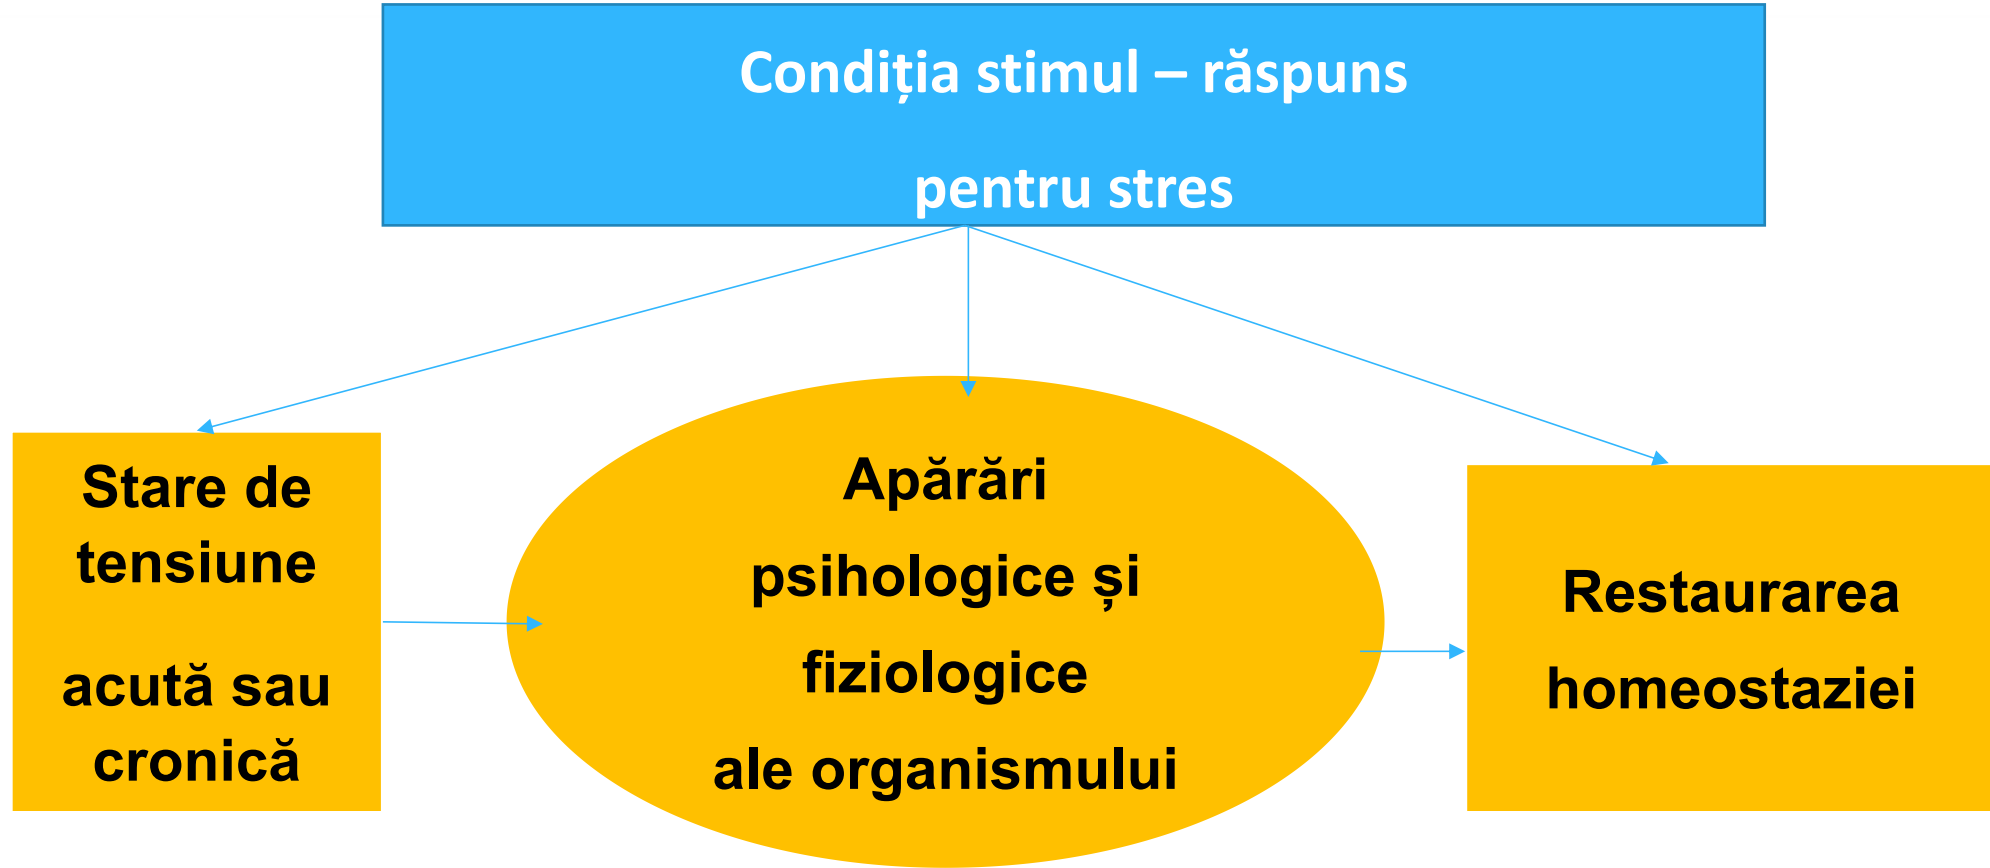 Condiția stimul – răspuns
pentru stres
Stare de
tensiune
acută sau
cronică
Apărări
psihologice și
fiziologice
ale organismului
Restaurarea
homeostaziei